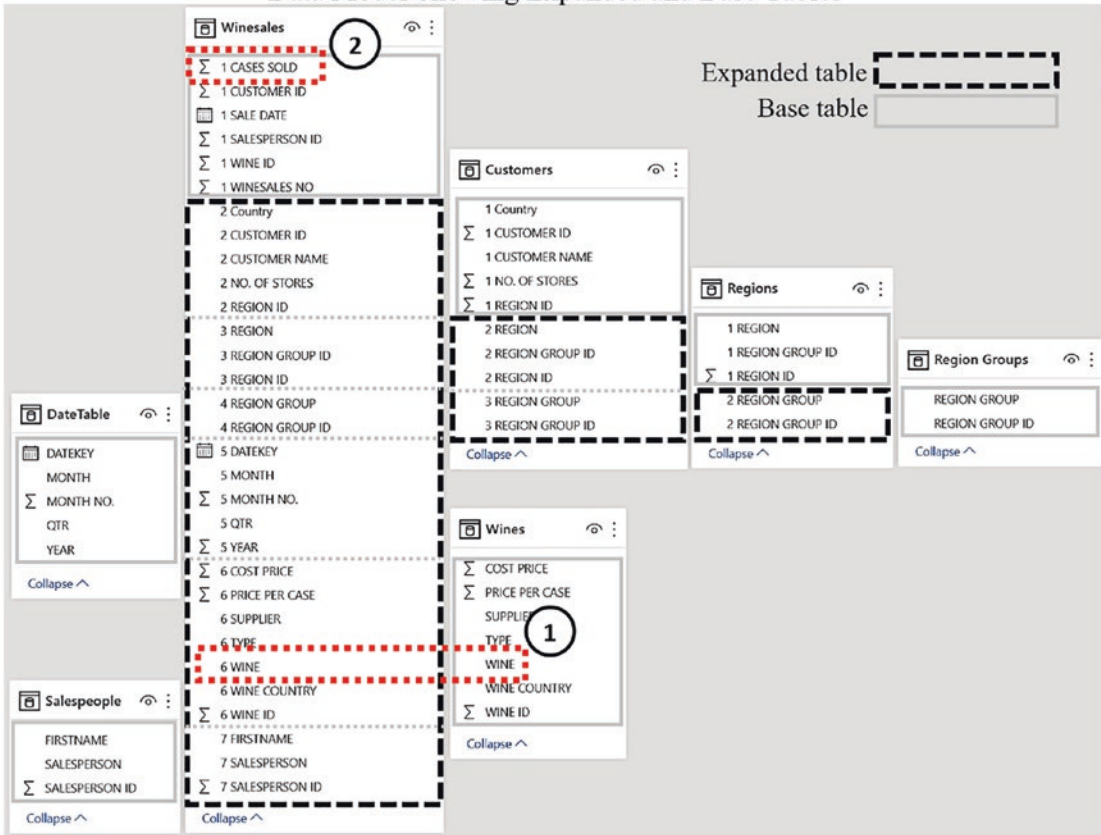 Winesales
2
1 CASES SOLD
1 CUSTOMER ID
1 SALE DATE
1 SALESPERSON ID
1 WINE ID
1 WINESALES NO
2 Country
2 CUSTOMER ID
2 CUSTOMER NAME
2 NO. OF STORES
2 REGION ID
3 REGION
3 REGION GROUP ID
3 REGION ID
4 REGION GROUP
4 REGION GROUP ID
5 DATEKEY
5 MONTH
5 MONTH NO.
5 QTR
5 YEAR
6 COST PRICE
6 PRICE PER CASE
6 SUPPLIER
6 TYPE
6 WINE
6 WINE COUNTRY
6 WINE ID
7 FIRSTNAME
7 SALESPERSON
7 SALESPERSON ID
Collapse
Expanded table
Base table
Customers
1 Country
1 CUSTOMER ID
1 CUSTOMER NAME
1 NO. OF STORES
1 REGION ID
2 REGION
2 REGION GROUP ID
2 REGION ID
3 REGION GROUP
3 REGION GROUP ID
Collapse
Regions
1 REGION
1 REGION GROUP ID
1 REGION ID
2 REGION GROUP
2 REGION GROUP ID
Collapse
Region Groups
REGION GROUP
REGION GROUP ID
Collapse
DateTable
DATEKEY
MONTH
MONTH NO.
QTR
YEAR
Collapse
Wines
COST PRICE
PRICE PER CASE
SUPPLIER
TYPE
1
WINE
WINE COUNTRY
WINE ID
Collapse
Salespeople
FIRSTNAME
SALESPERSON
SALESPERSON ID
Collapse